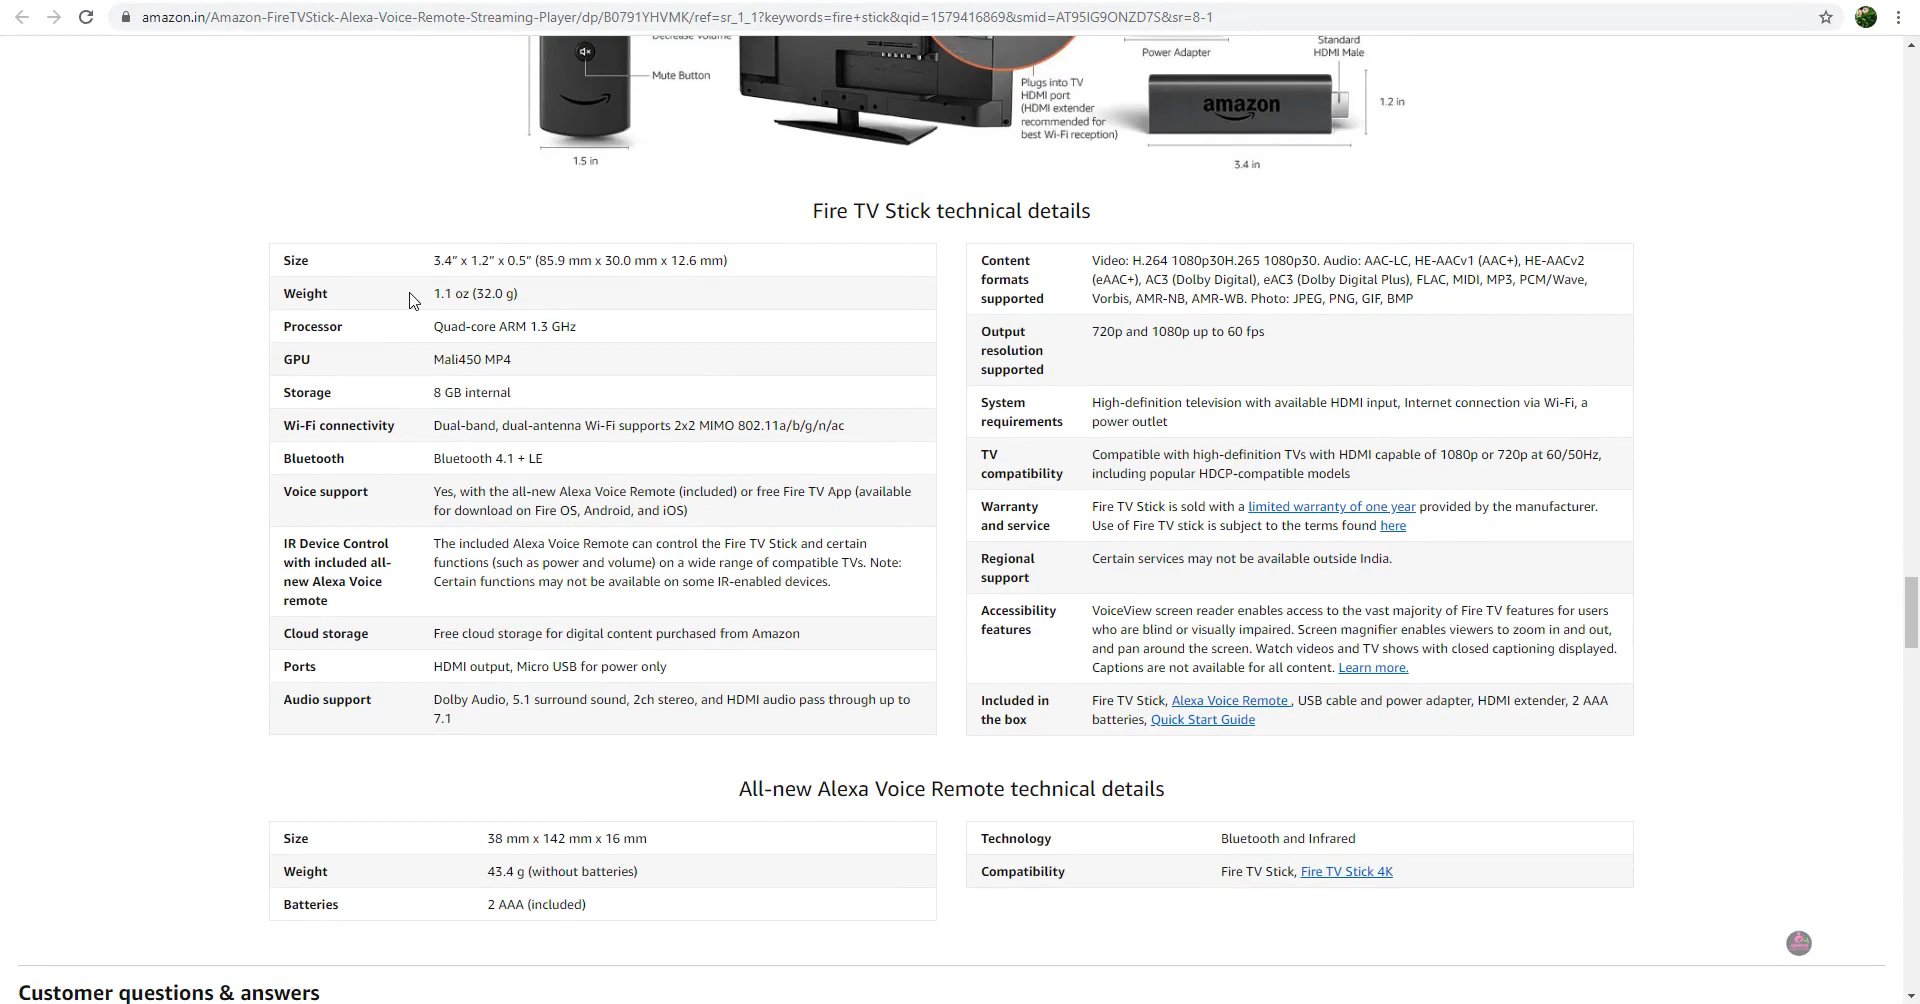 amazon.in/Amazon-FireTVStick-Alexa-Voice-Remote-Streaming-Player/dp/B0791YHVMK/ref=sr_1_1?keywords=fire+stick&qid=1579416869&smid=AT95IG9ONZD7S&sr=8-1
Decrease Volume
Mute Button
1.5 in
Plugs into TV
HDMI port
(HDMI extender
recommended for
best Wi-Fi reception)
Power Adapter
Standard
HDMI Male
amazon
1.2 in
3.4 in
Fire TV Stick technical details
Size 3.4” x 1.2” x 0.5” (85.9 mm x 30.0 mm x 12.6 mm)
Weight 1.1 oz (32.0 g)
Processor Quad-core ARM 1.3 GHz
GPU Mali450 MP4
Storage 8 GB internal
Wi-Fi connectivity Dual-band, dual-antenna Wi-Fi supports 2x2 MIMO 802.11a/b/g/n/ac
Bluetooth Bluetooth 4.1 + LE
Voice support Yes, with the all-new Alexa Voice Remote (included) or free Fire TV App (available
for download on Fire OS, Android, and iOS)
IR Device Control The included Alexa Voice Remote can control the Fire TV Stick and certain
with included all- functions (such as power and volume) on a wide range of compatible TVs. Note:
new Alexa Voice Certain functions may not be available on some IR-enabled devices.
remote
Cloud storage Free cloud storage for digital content purchased from Amazon
Ports HDMI output, Micro USB for power only
Audio support Dolby Audio, 5.1 surround sound, 2ch stereo, and HDMI audio pass through up to
7.1
Content Video: H.264 1080p30H.265 1080p30. Audio: AAC-LC, HE-AACv1 (AAC+), HE-AACv2
formats (eAAC+), AC3 (Dolby Digital), eAC3 (Dolby Digital Plus), FLAC, MIDI, MP3, PCM/Wave,
supported Vorbis, AMR-NB, AMR-WB. Photo: JPEG, PNG, GIF, BMP
Output 720p and 1080p up to 60 fps
resolution
supported
System High-definition television with available HDMI input, Internet connection via Wi-Fi, a
requirements power outlet
TV Compatible with high-definition TVs with HDMI capable of 1080p or 720p at 60/50Hz,
compatibility including popular HDCP-compatible models
Warranty Fire TV Stick is sold with a limited warranty of one year provided by the manufacturer.
and service Use of Fire TV stick is subject to the terms found here
Regional Certain services may not be available outside India.
support
Accessibility VoiceView screen reader enables access to the vast majority of Fire TV features for users
features who are blind or visually impaired. Screen magnifier enables viewers to zoom in and out,
and pan around the screen. Watch videos and TV shows with closed captioning displayed.
Captions are not available for all content. Learn more.
Included in Fire TV Stick, Alexa Voice Remote , USB cable and power adapter, HDMI extender, 2 AAA
the box batteries, Quick Start Guide
All-new Alexa Voice Remote technical details
Size 38 mm x 142 mm x 16 mm
Weight 43.4 g (without batteries)
Batteries 2 AAA (included)
Technology Bluetooth and Infrared
Compatibility Fire TV Stick, Fire TV Stick 4K
Customer questions & answers